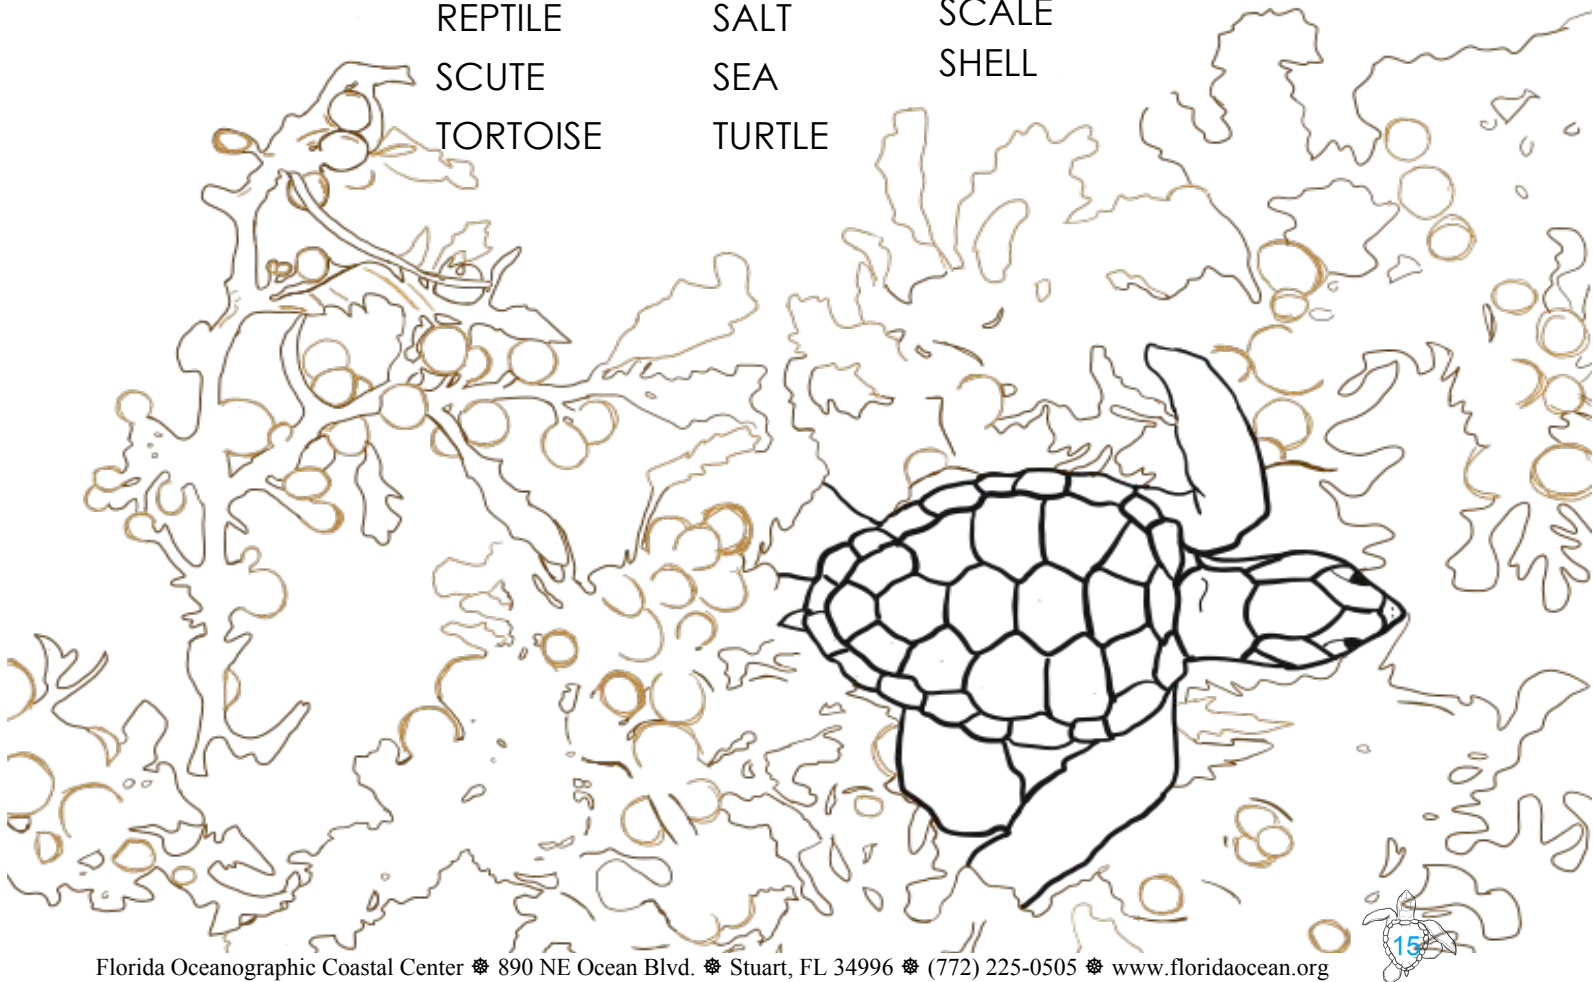 REPTILE SALT SCALE
SCUTE SEA SHELL
TORTOISE TURTLE
15
Florida Oceanographic Coastal Center ☸ 890 NE Ocean Blvd. ☸ Stuart, FL 34996 ☸ (772) 225-0505 ☸ www.floridaocean.org